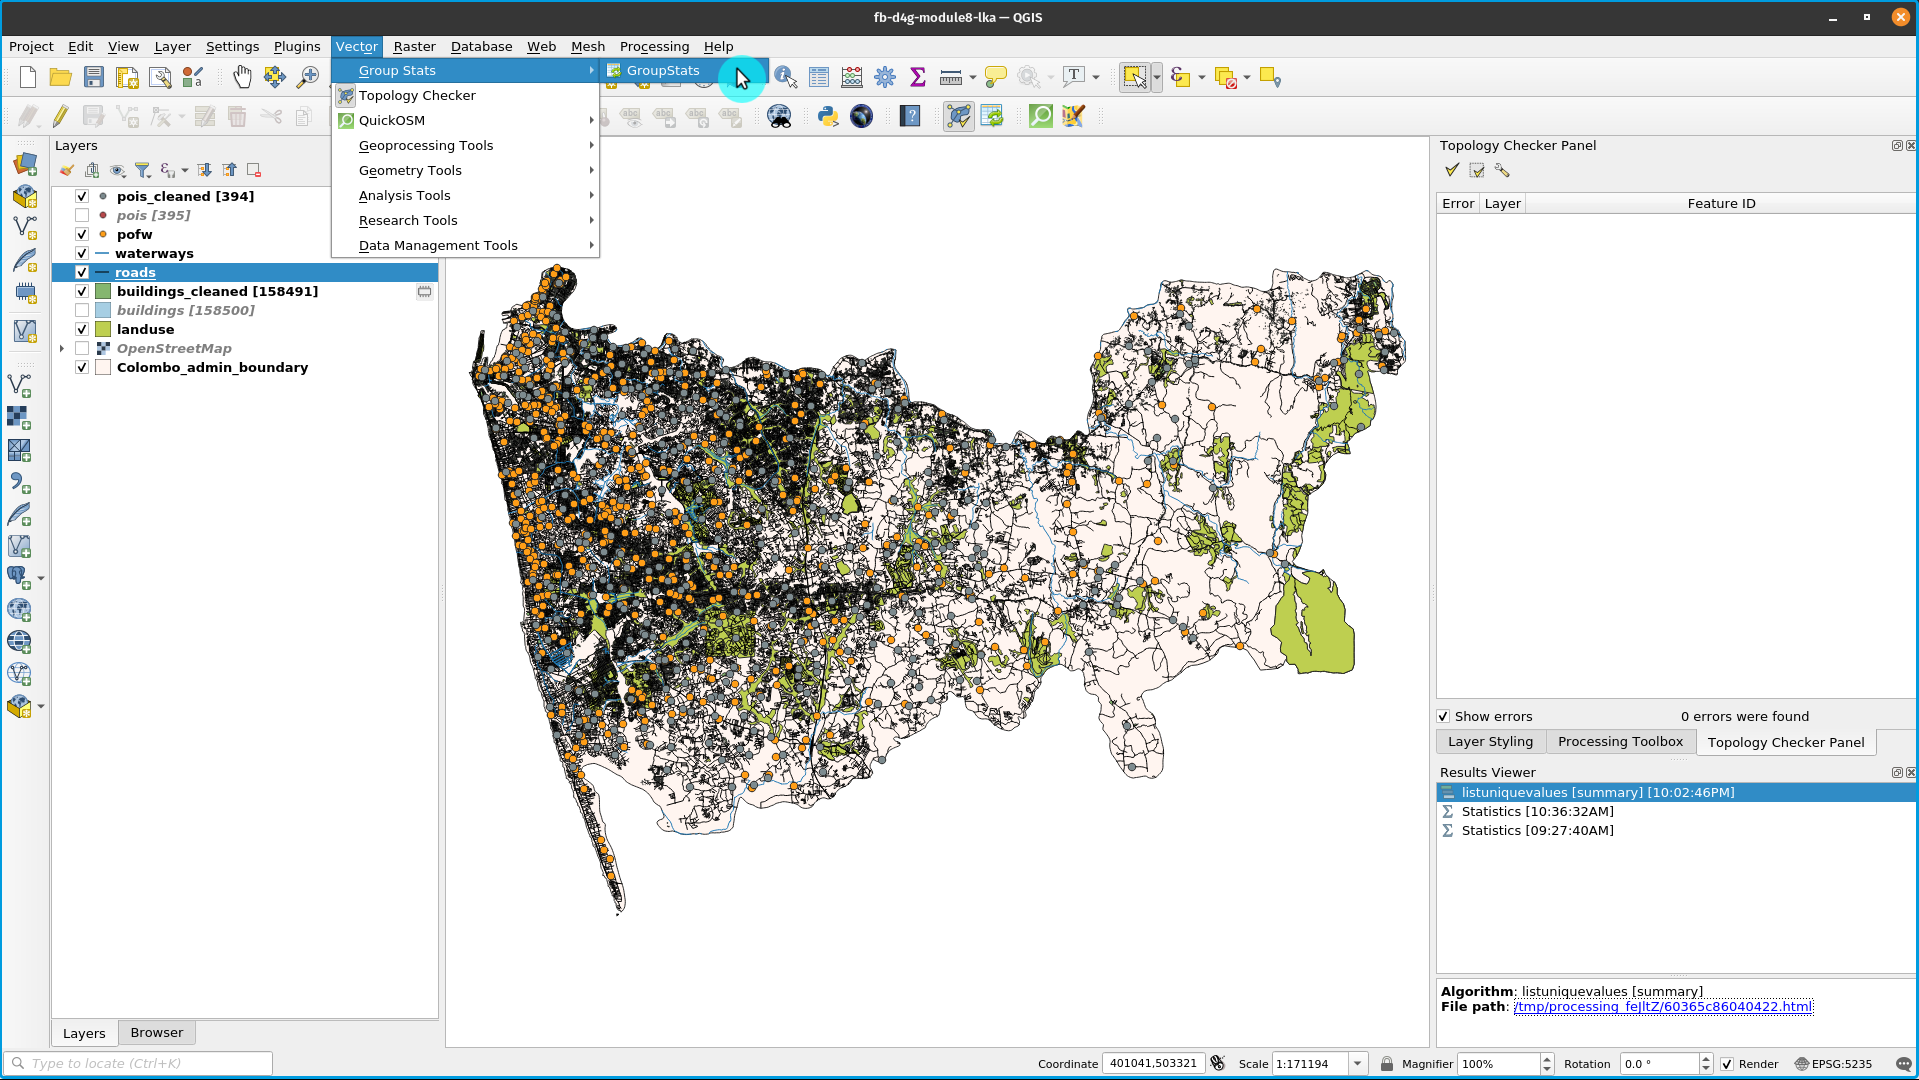 fb-d4g-module8-lka — QGIS
Project Edit View Layer Settings Plugins Vector Raster Database Web Mesh Processing Help
Group Stats
GroupStats
Topology Checker
QuickOSM
Geoprocessing Tools
Geometry Tools
Analysis Tools
Research Tools
Data Management Tools
Layers
pois_cleaned [394]
pois [395]
pofw
waterways
roads
buildings_cleaned [158491]
buildings [158500]
landuse
OpenStreetMap
Colombo_admin_boundary
Layers Browser
Topology Checker Panel
Error Layer Feature ID
Show errors 0 errors were found
Layer Styling Processing Toolbox Topology Checker Panel
Results Viewer
listuniquevalues [summary] [10:02:46PM]
Statistics [10:36:32AM]
Statistics [09:27:40AM]
Algorithm: listuniquevalues [summary]
File path: /tmp/processing_feJltZ/60365c86040422.html
Type to locate (Ctrl+K)
Coordinate 401041,503321 Scale 1:171194 Magnifier 100% Rotation 0.0 ° Render EPSG:5235